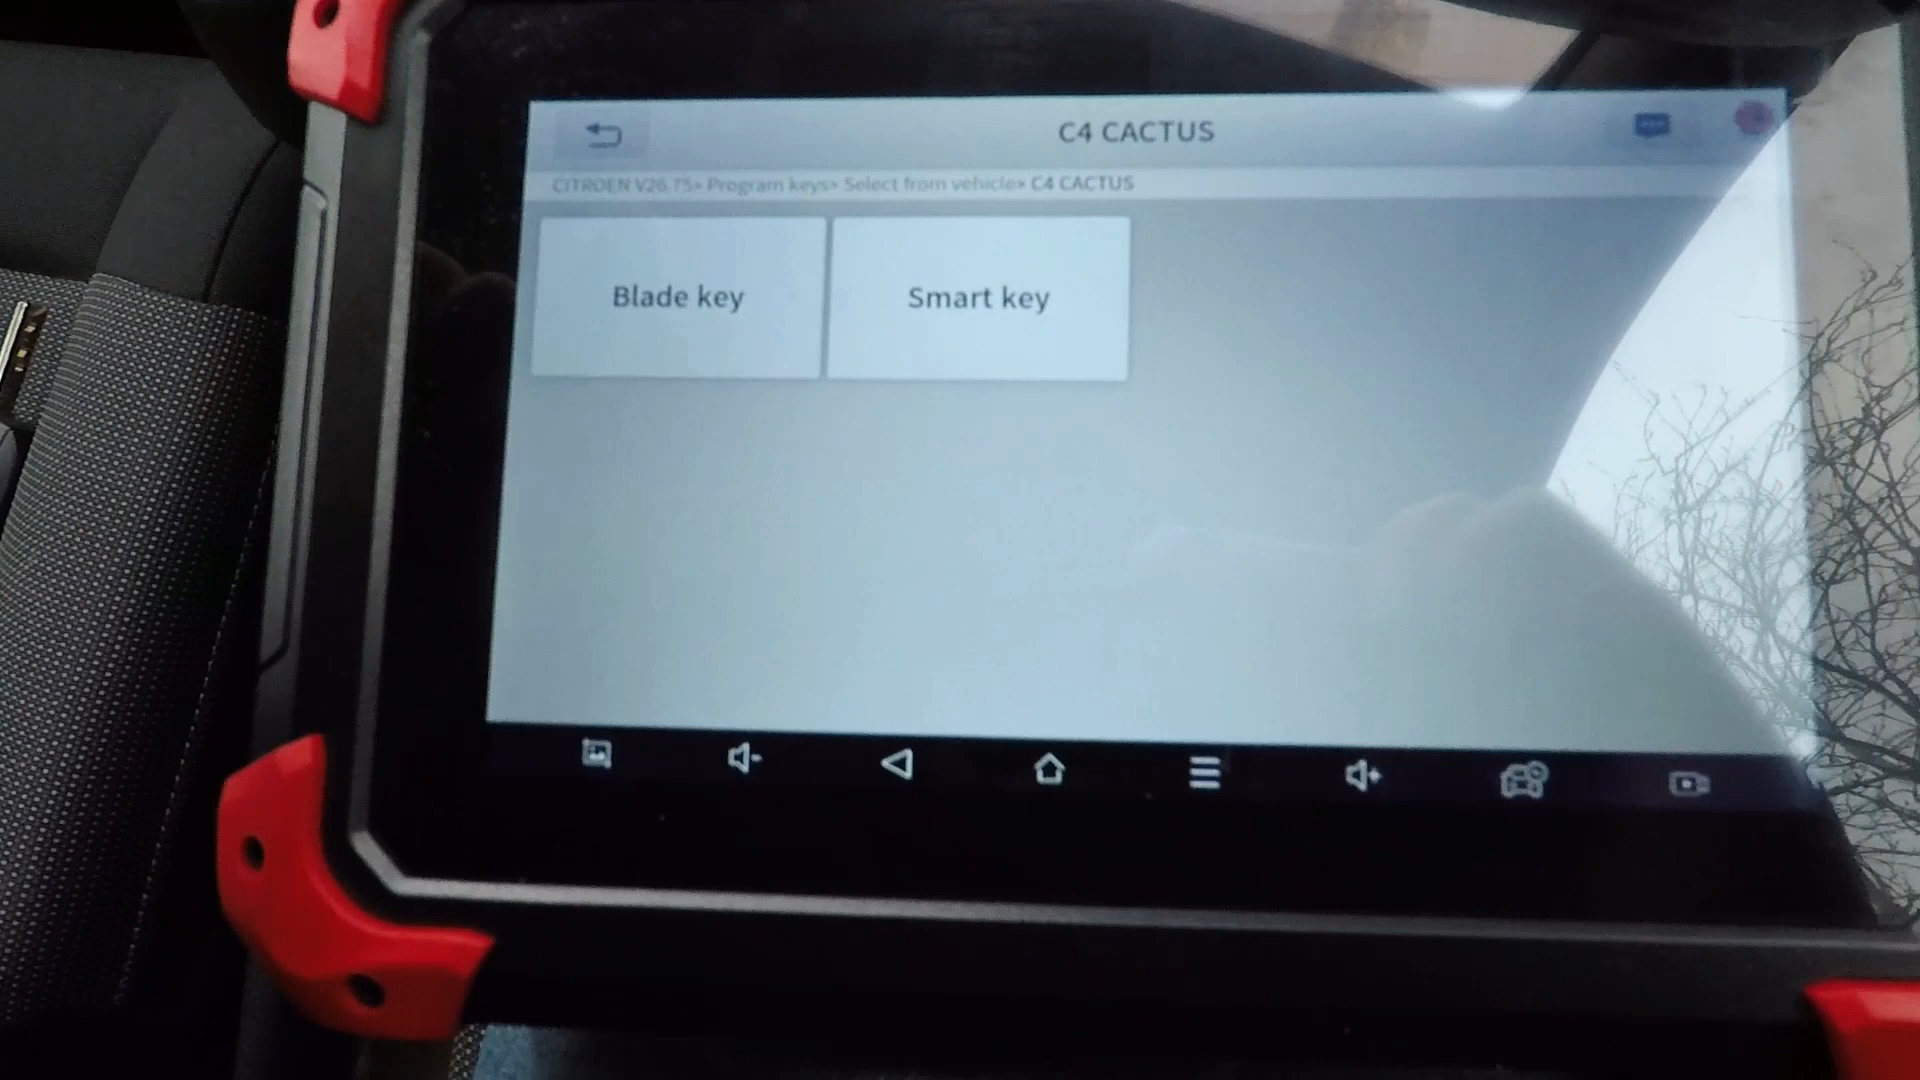 C4 CACTUS
CITROEN V26.75> Program keys> Select from vehicle> C4 CACTUS
Blade key
Smart key